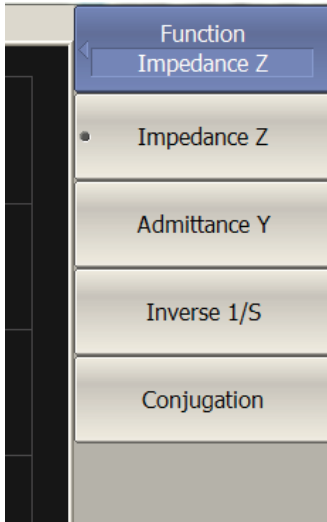 Function
Impedance Z
Impedance Z
Admittance Y
Inverse 1/S
Conjugation